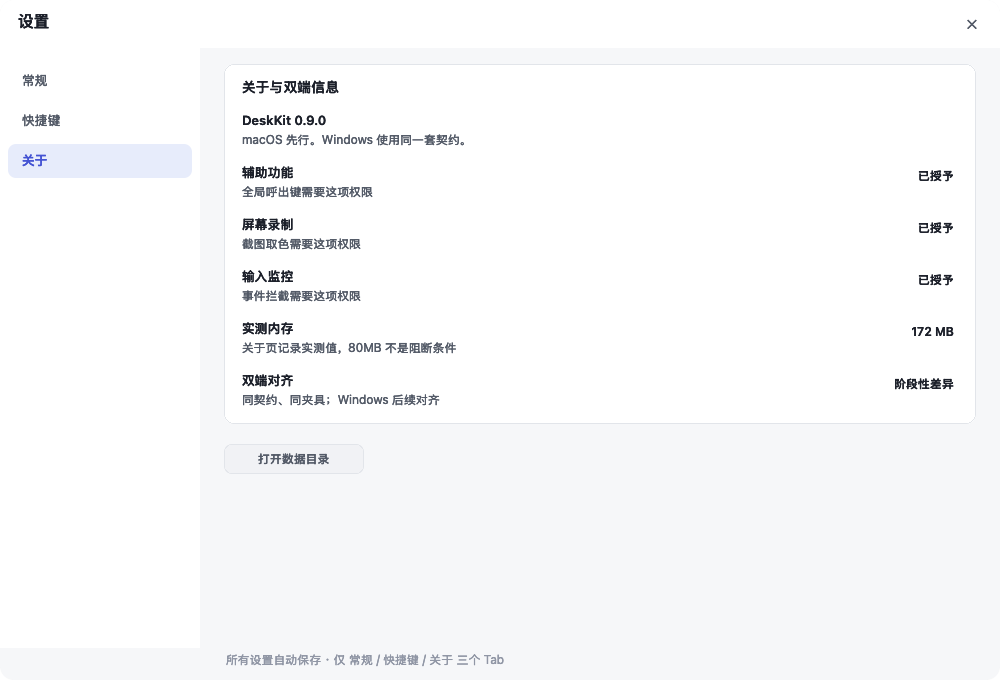 设置
常规
快捷键
关于
关于与双端信息
DeskKit 0.9.0
macOS 先行。Windows 使用同一套契约。
辅助功能
已授予
全局呼出键需要这项权限
屏幕录制
已授予
截图取色需要这项权限
输入监控
已授予
事件拦截需要这项权限
实测内存
172 MB
关于页记录实测值，80MB 不是阻断条件
双端对齐
阶段性差异
同契约、同夹具；Windows 后续对齐
打开数据目录
所有设置自动保存 · 仅 常规 / 快捷键 / 关于 三个 Tab